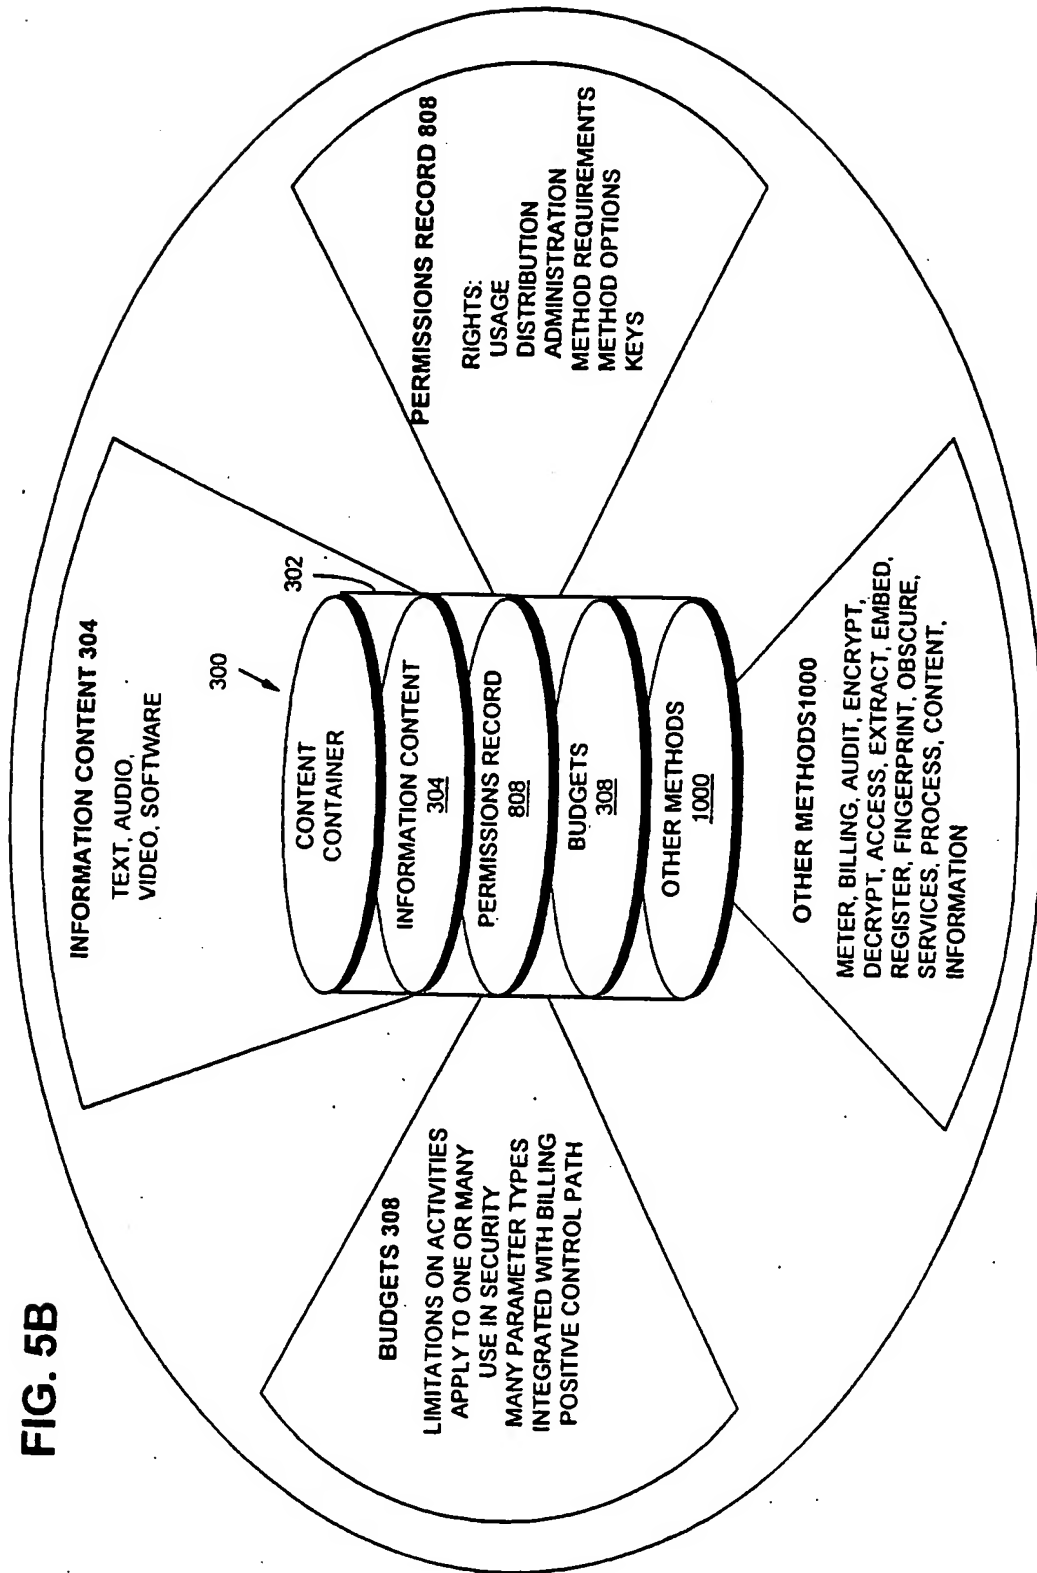 FIG. 5B
INFORMATION CONTENT 304
TEXT, AUDIO,
VIDEO, SOFTWARE
BUDGETS 308
LIMITATIONS ON ACTIVITIES
APPLY TO ONE OR MANY
USE IN SECURITY
MANY PARAMETER TYPES
INTEGRATED WITH BILLING
POSITIVE CONTROL PATH
300
302
CONTENT
CONTAINER
INFORMATION CONTENT
304
PERMISSIONS RECORD
808
BUDGETS
308
OTHER METHODS
1000
PERMISSIONS RECORD 808
RIGHTS:
USAGE
DISTRIBUTION
ADMINISTRATION
METHOD REQUIREMENTS
METHOD OPTIONS
KEYS
OTHER METHODS1000
METER, BILLING, AUDIT, ENCRYPT,
DECRYPT, ACCESS, EXTRACT, EMBED,
REGISTER, FINGERPRINT, OBSCURE,
SERVICES, PROCESS, CONTENT,
INFORMATION